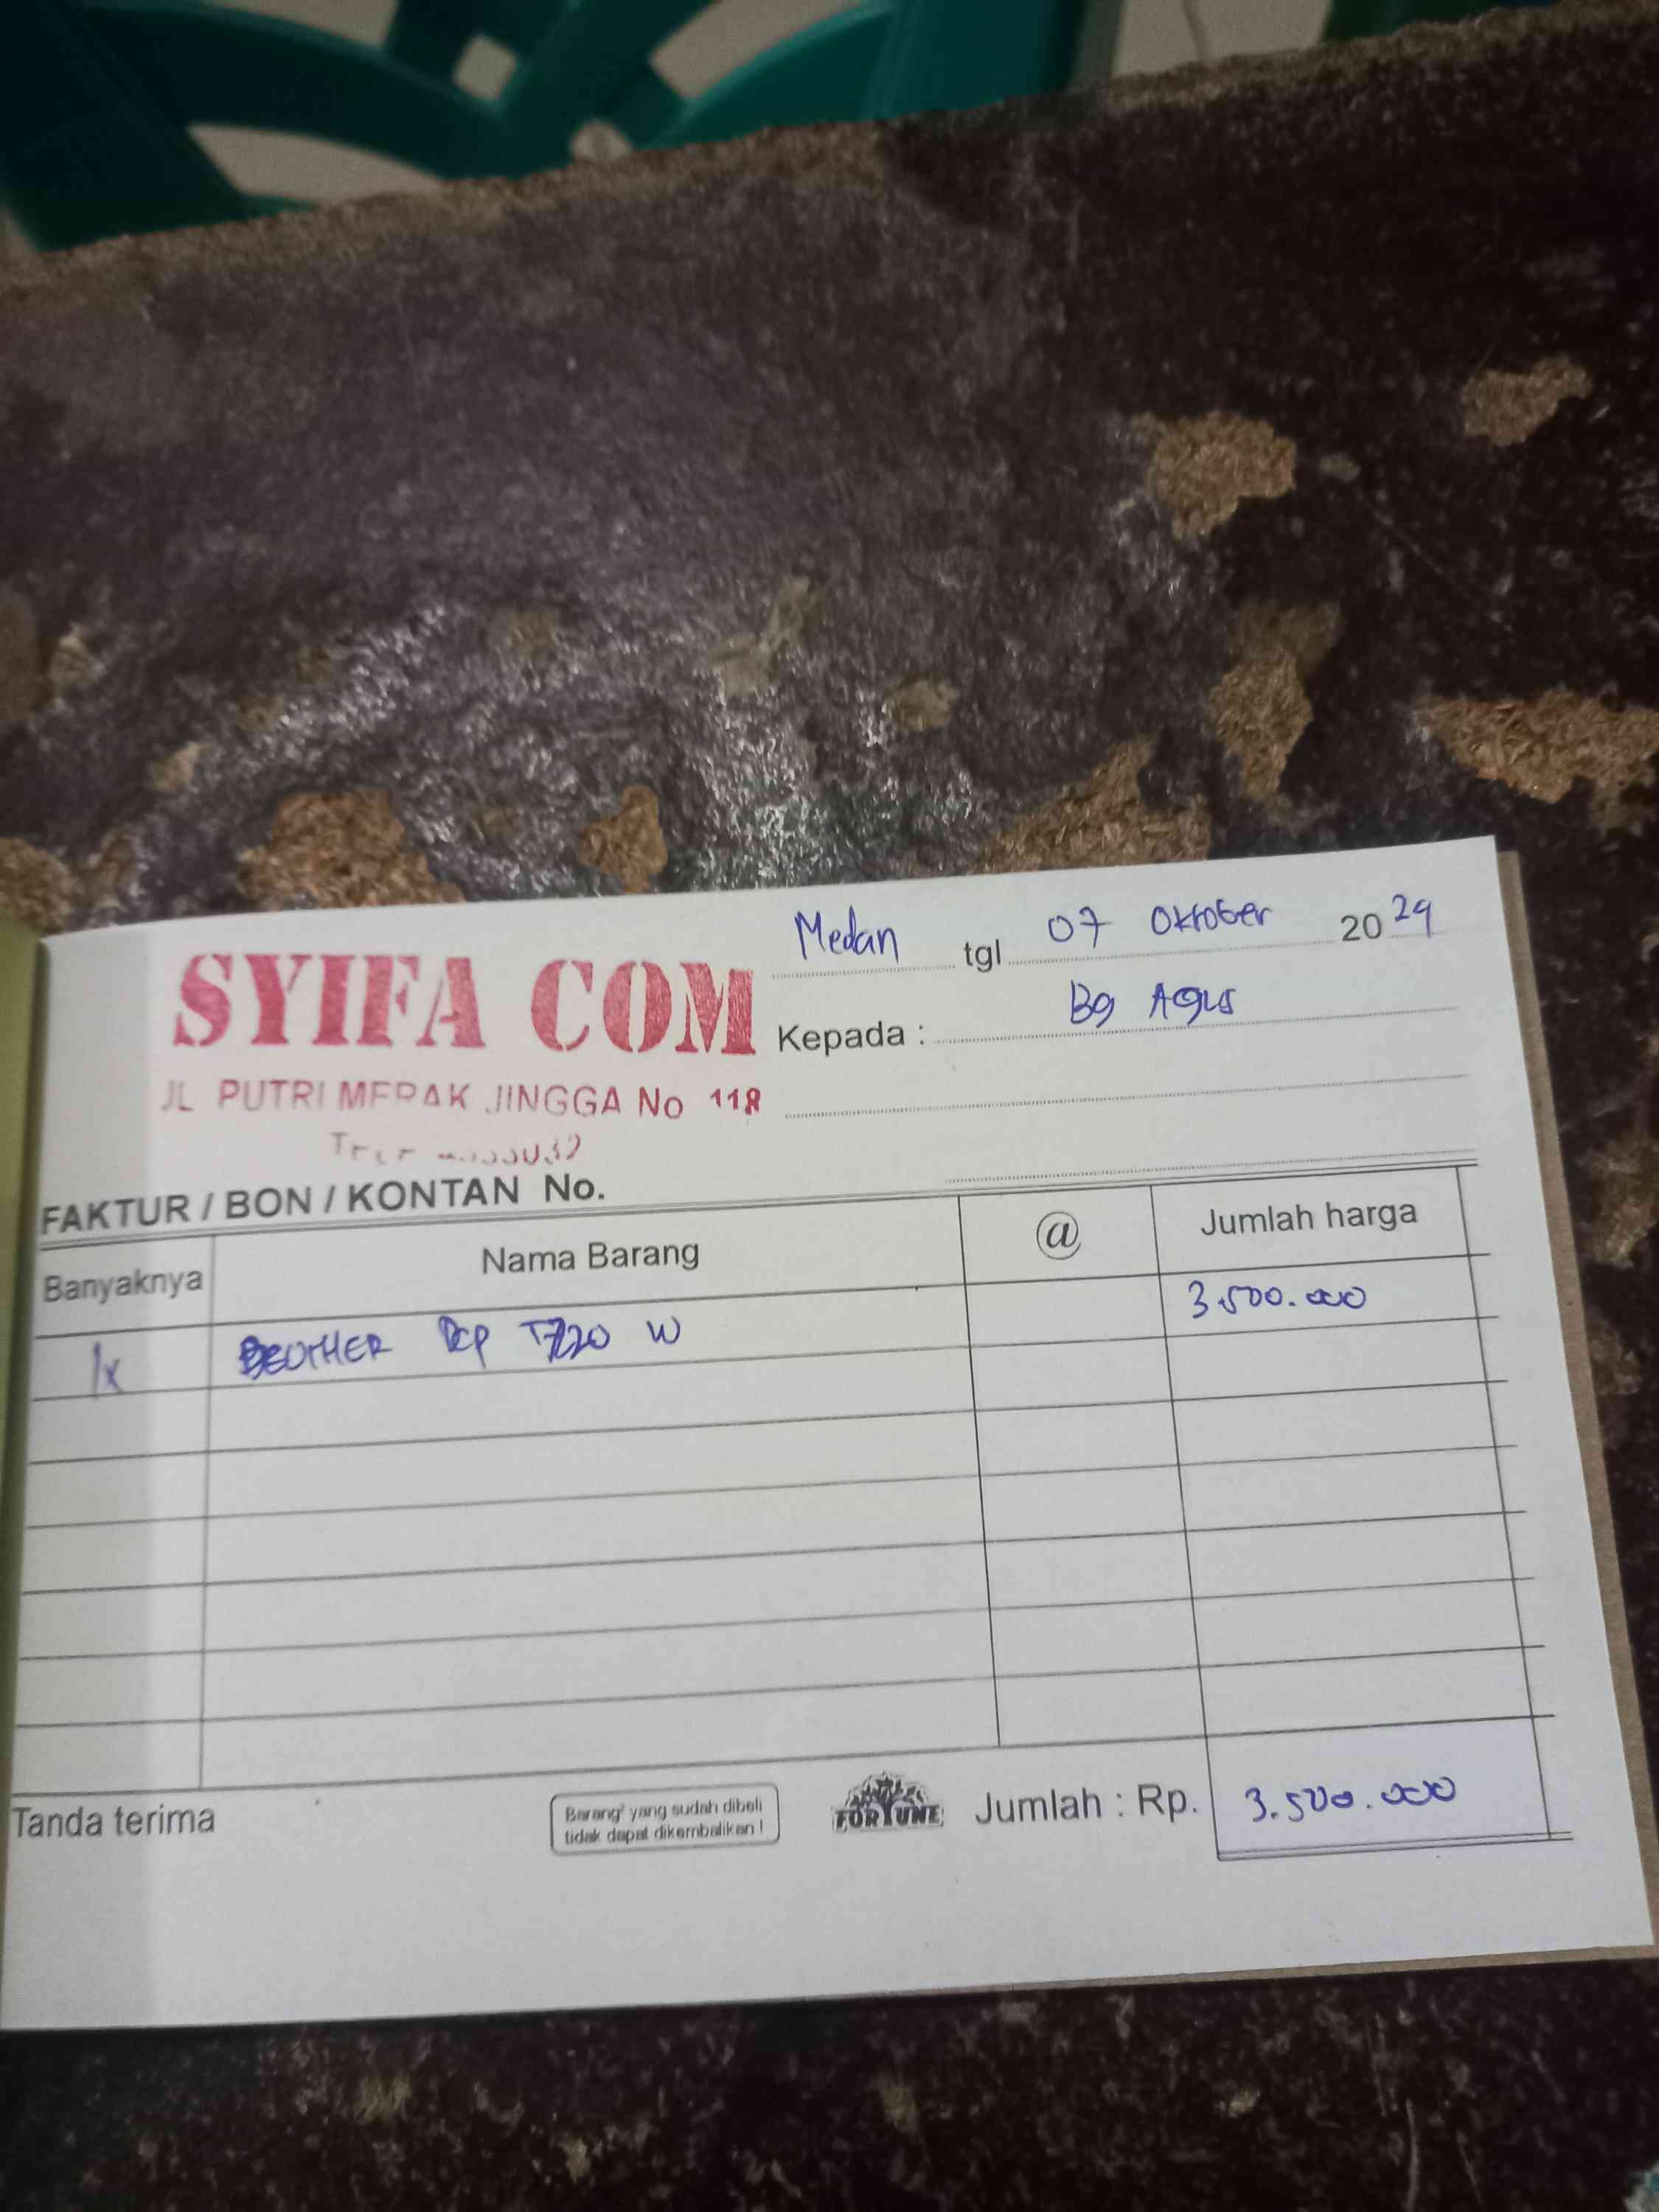 Medan tgl 07 Oktober 2024
SYIFA COM
Kepada : Bg Agus
JL PUTRI MERAK JINGGA No 118
FAKTUR / BON / KONTAN No.
Banyaknya Nama Barang @ Jumlah harga
1x BROTHER DCP T720 W 3.500.000
Tanda terima
Barang² yang sudah dibeli
tidak dapat dikembalikan !
FORTUNE
Jumlah : Rp. 3.500.000